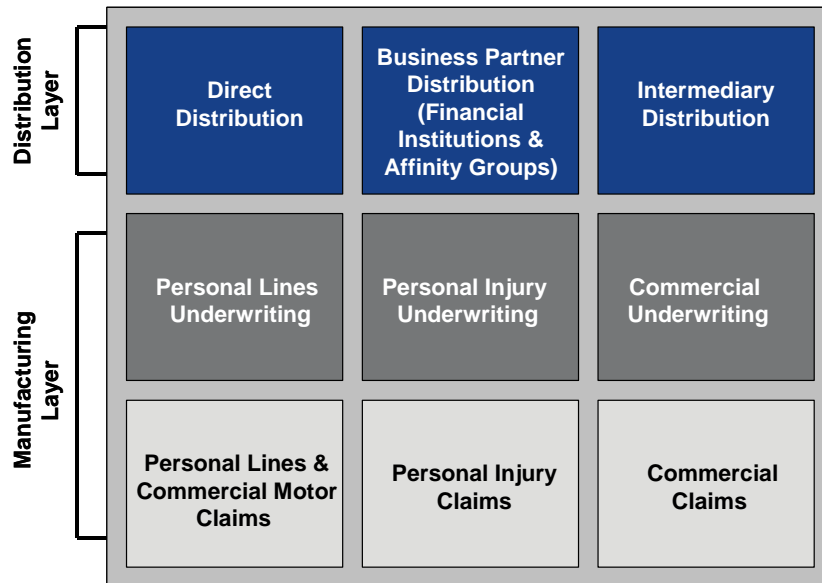 Distribution
Layer
Direct
Distribution
Business Partner
Distribution
(Financial
Institutions &
Affinity Groups)
Intermediary
Distribution
Manufacturing
Layer
Personal Lines
Underwriting
Personal Injury
Underwriting
Commercial
Underwriting
Personal Lines &
Commercial Motor
Claims
Personal Injury
Claims
Commercial
Claims